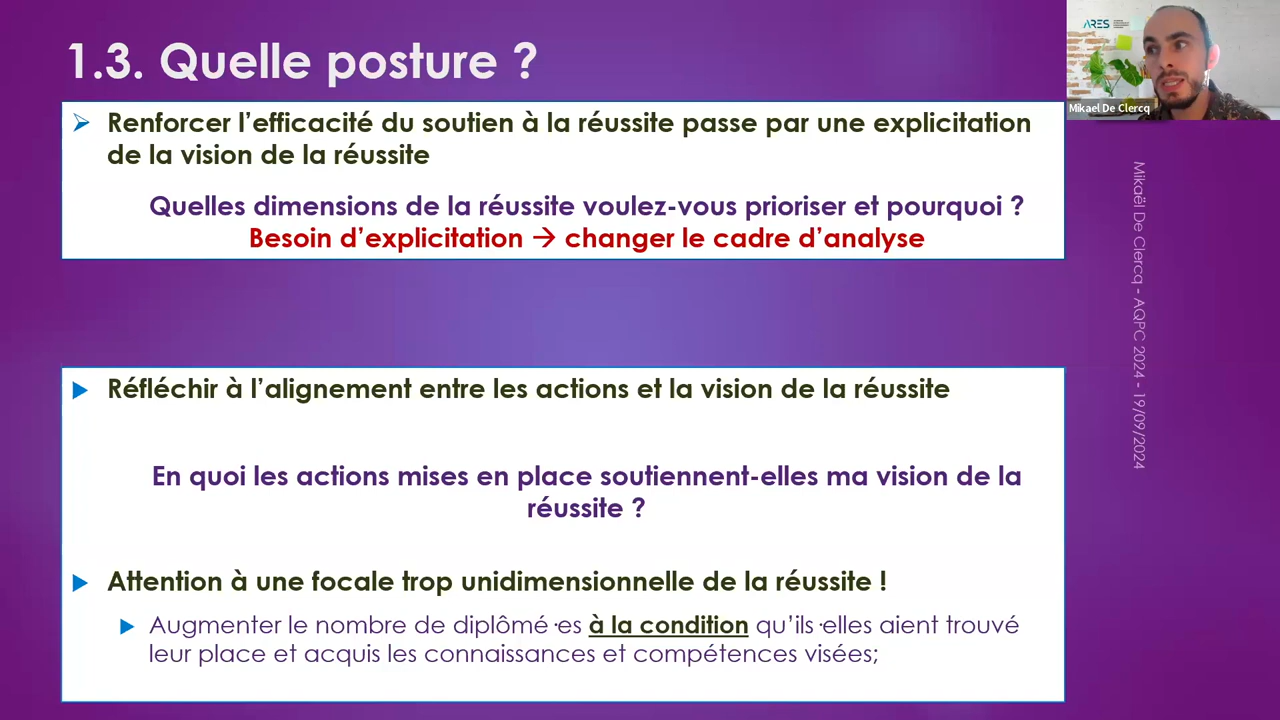 1.3. Quelle posture ?
Renforcer l’efficacité du soutien à la réussite passe par une explicitation
de la vision de la réussite
Quelles dimensions de la réussite voulez-vous prioriser et pourquoi ?
Besoin d’explicitation → changer le cadre d’analyse
Réfléchir à l’alignement entre les actions et la vision de la réussite
En quoi les actions mises en place soutiennent-elles ma vision de la
réussite ?
Attention à une focale trop unidimensionnelle de la réussite !
Augmenter le nombre de diplômé·es à la condition qu’ils·elles aient trouvé
leur place et acquis les connaissances et compétences visées;
ARES
Mikael De Clercq
Mikaël De Clercq - AQPC 2024 - 19/09/2024